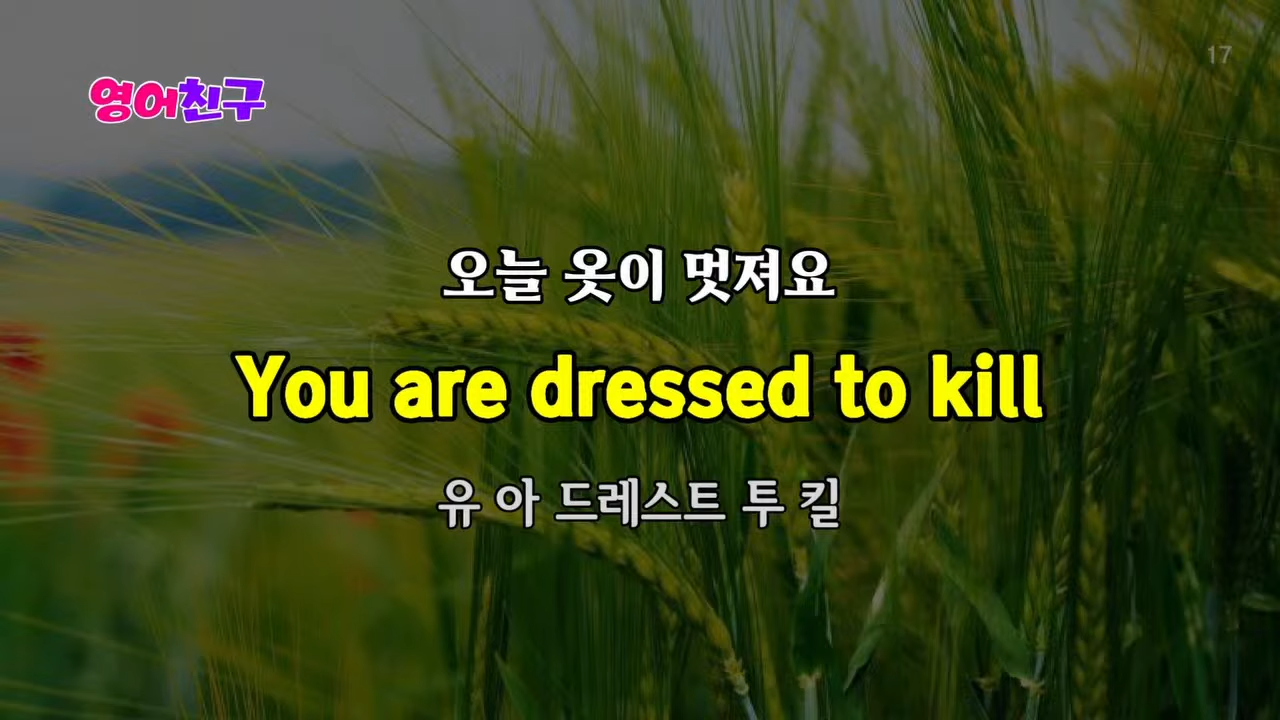 17
영어친구
오늘 옷이 멋져요
You are dressed to kill
유 아 드레스트 투 킬